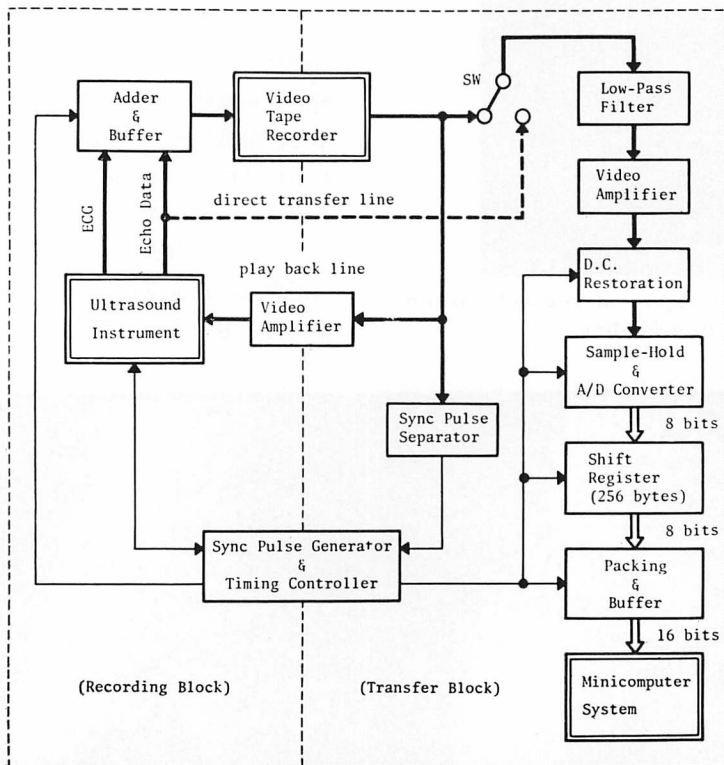 Adder
&
Buffer
Video
Tape
Recorder
SW
Low-Pass
Filter
Video
Amplifier
ECG
Echo Data
direct transfer line
play back line
D.C.
Restoration
Ultrasound
Instrument
Video
Amplifier
Sample-Hold
&
A/D Converter
8 bits
Sync Pulse
Separator
Shift
Register
(256 bytes)
8 bits
Sync Pulse Generator
&
Timing Controller
Packing
&
Buffer
16 bits
(Recording Block)
(Transfer Block)
Minicomputer
System